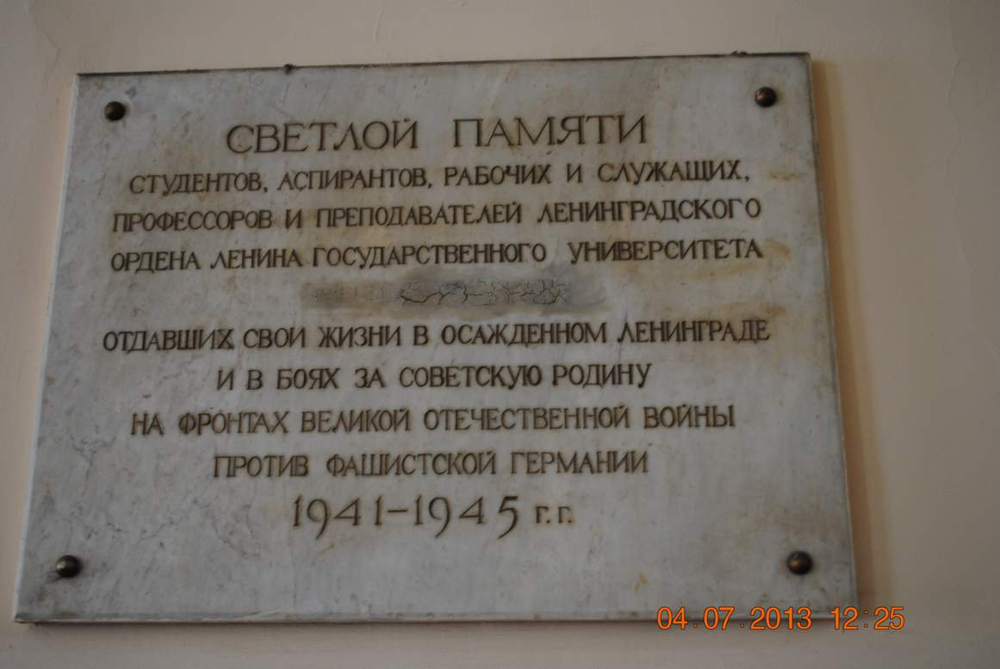 СВЕТЛОЙ ПАМЯТИ
СТУДЕНТОВ, АСПИРАНТОВ, РАБОЧИХ И СЛУЖАЩИХ,
ПРОФЕССОРОВ И ПРЕПОДАВАТЕЛЕЙ ЛЕНИНГРАДСКОГО
ОРДЕНА ЛЕНИНА ГОСУДАРСТВЕННОГО УНИВЕРСИТЕТА
ОТДАВШИХ СВОИ ЖИЗНИ В ОСАЖДЕННОМ ЛЕНИНГРАДЕ
И В БОЯХ ЗА СОВЕТСКУЮ РОДИНУ
НА ФРОНТАХ ВЕЛИКОЙ ОТЕЧЕСТВЕННОЙ ВОЙНЫ
ПРОТИВ ФАШИСТСКОЙ ГЕРМАНИИ
1941–1945 г.г.
04.07.2013 12:25